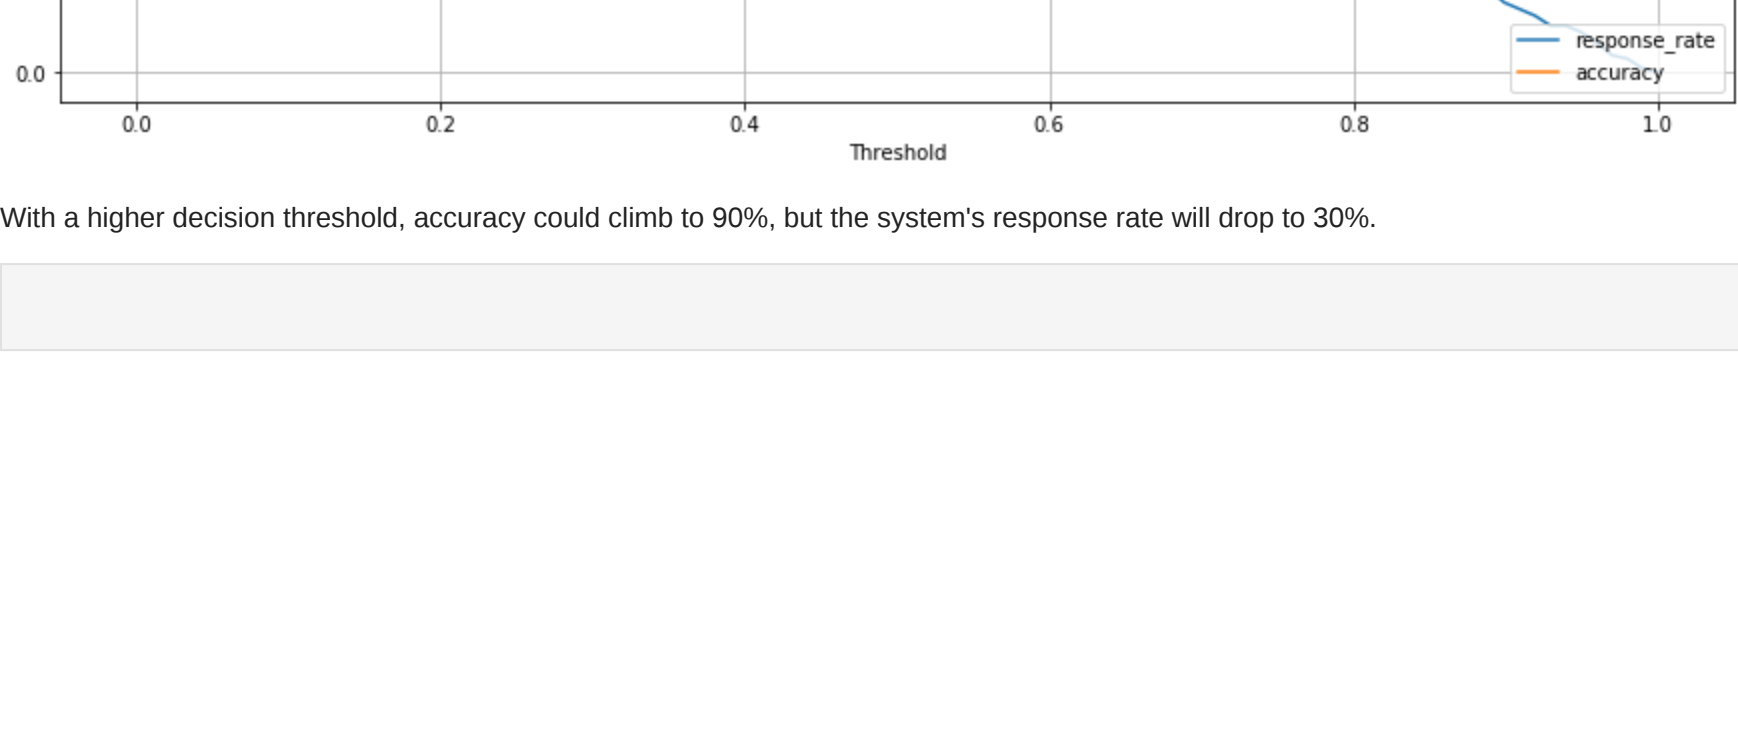 response_rate
0.0
accuracy
0.0 0.2 0.4 0.6 0.8 1.0
Threshold
With a higher decision threshold, accuracy could climb to 90%, but the system's response rate will drop to 30%.